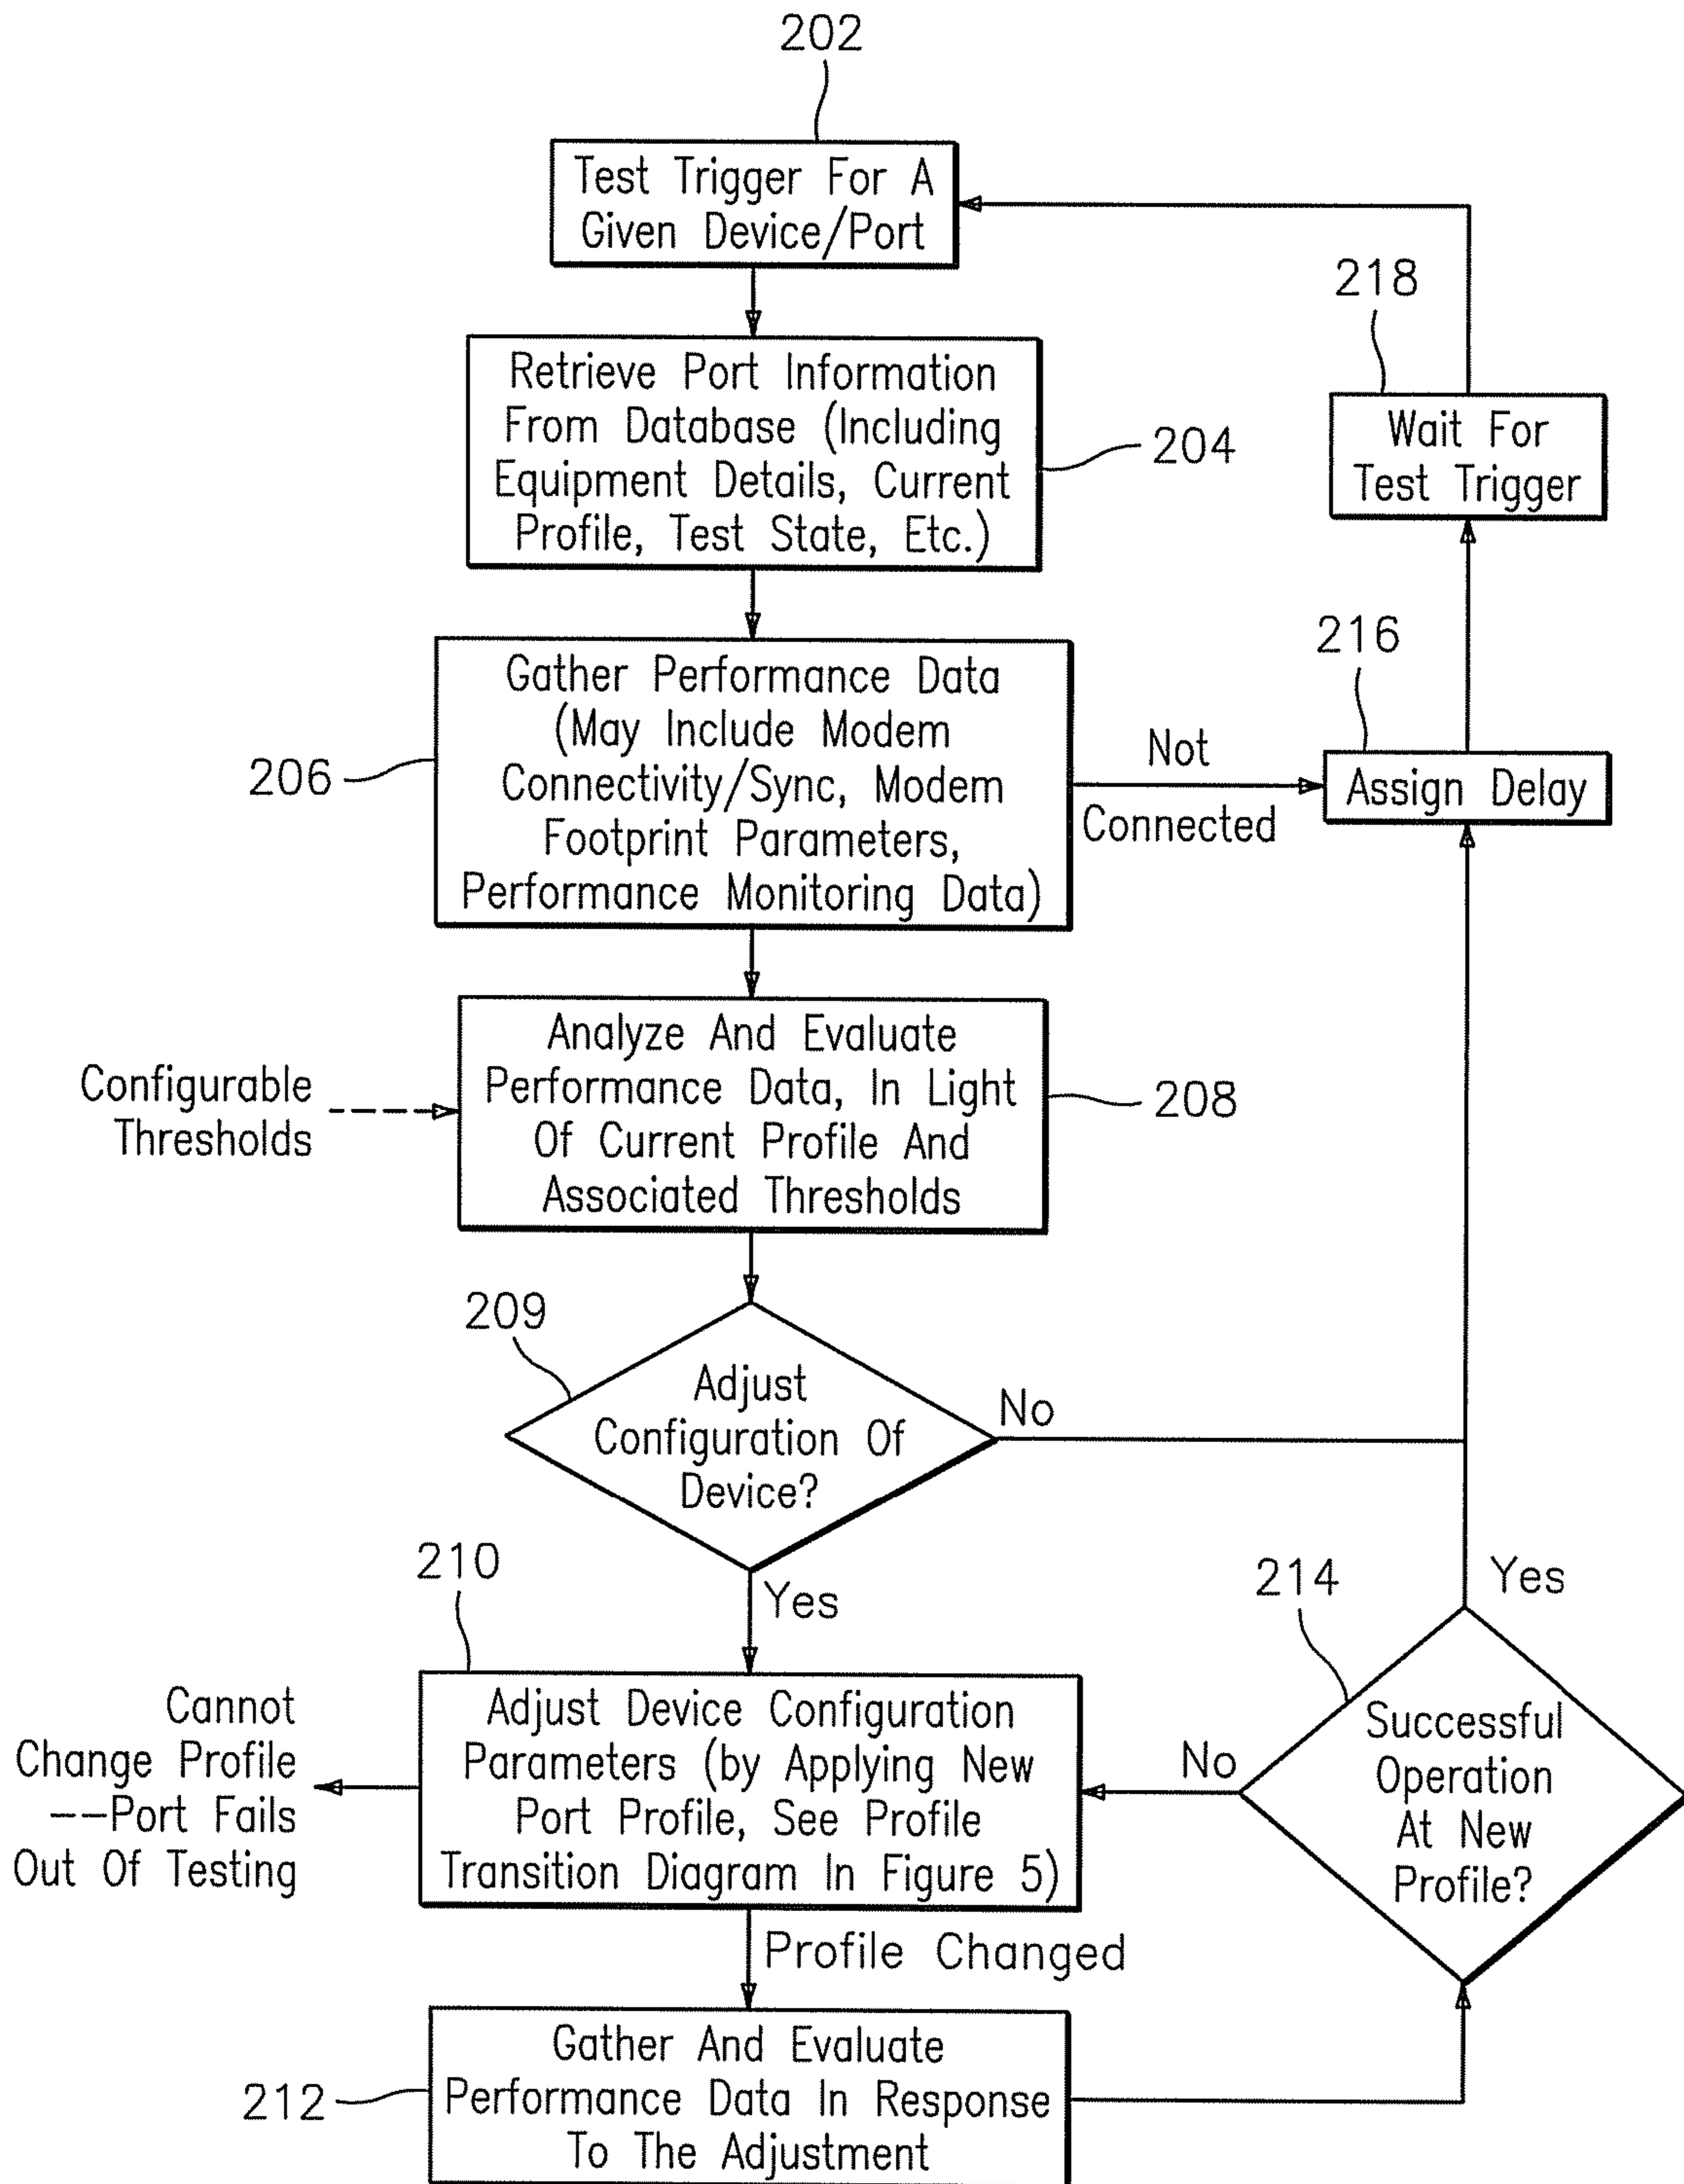 202
Test Trigger For A
Given Device/Port
218
Wait For
Test Trigger
Retrieve Port Information
From Database (Including
Equipment Details, Current
Profile, Test State, Etc.)
204
216
Assign Delay
Gather Performance Data
(May Include Modem
Connectivity/Sync, Modem
Footprint Parameters,
Performance Monitoring Data)
206
Not
Connected
Configurable
Thresholds
Analyze And Evaluate
Performance Data, In Light
Of Current Profile And
Associated Thresholds
208
209
Adjust
Configuration Of
Device?
No
Yes
210
214
Yes
Cannot
Change Profile
--Port Fails
Out Of Testing
Adjust Device Configuration
Parameters (by Applying New
Port Profile, See Profile
Transition Diagram In Figure 5)
No
Successful
Operation
At New
Profile?
Profile Changed
212
Gather And Evaluate
Performance Data In Response
To The Adjustment